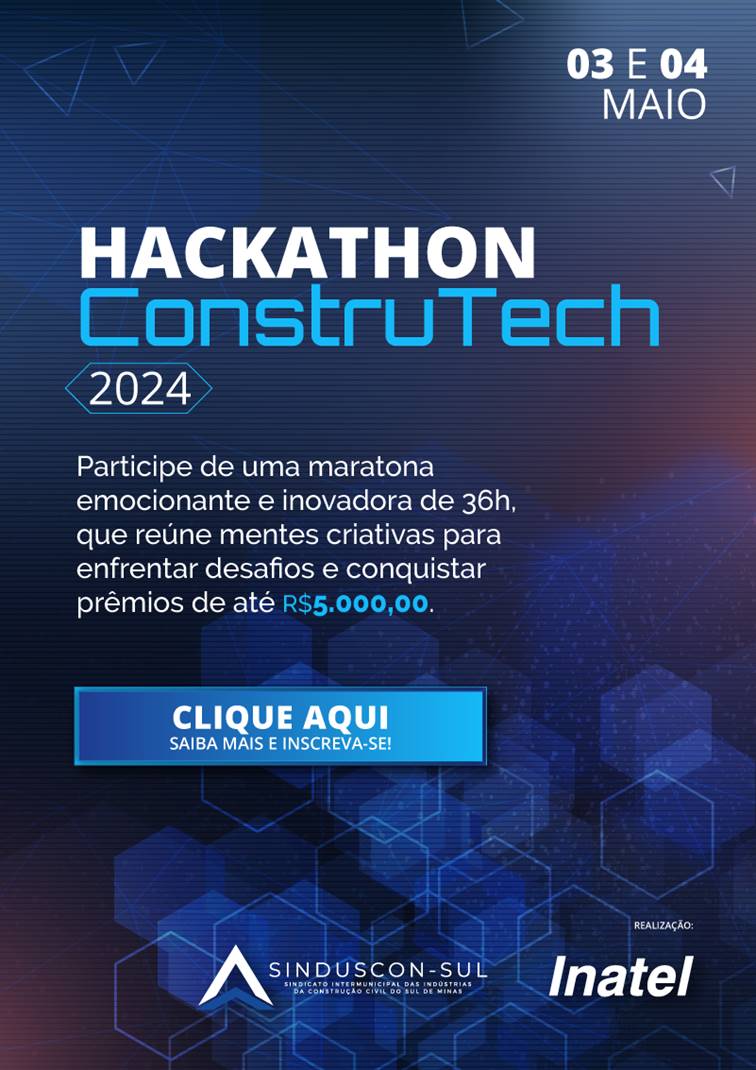 03 E 04
MAIO
HACKATHON
ConstruTech
2024
Participe de uma maratona
emocionante e inovadora de 36h,
que reúne mentes criativas para
enfrentar desafios e conquistar
prêmios de até R$5.000,00.
CLIQUE AQUI
SAIBA MAIS E INSCREVA-SE!
REALIZAÇÃO:
SINDUSCON-SUL
SINDICATO INTERMUNICIPAL DAS INDÚSTRIAS
DA CONSTRUÇÃO CIVIL DO SUL DE MINAS
Inatel